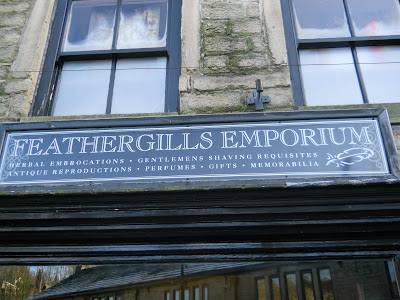 FEATHERGILLS EMPORIUM
HERBAL EMBROCATIONS • GENTLEMENS SHAVING REQUISITES
ANTIQUE REPRODUCTIONS • PERFUMES • GIFTS • MEMORABILIA